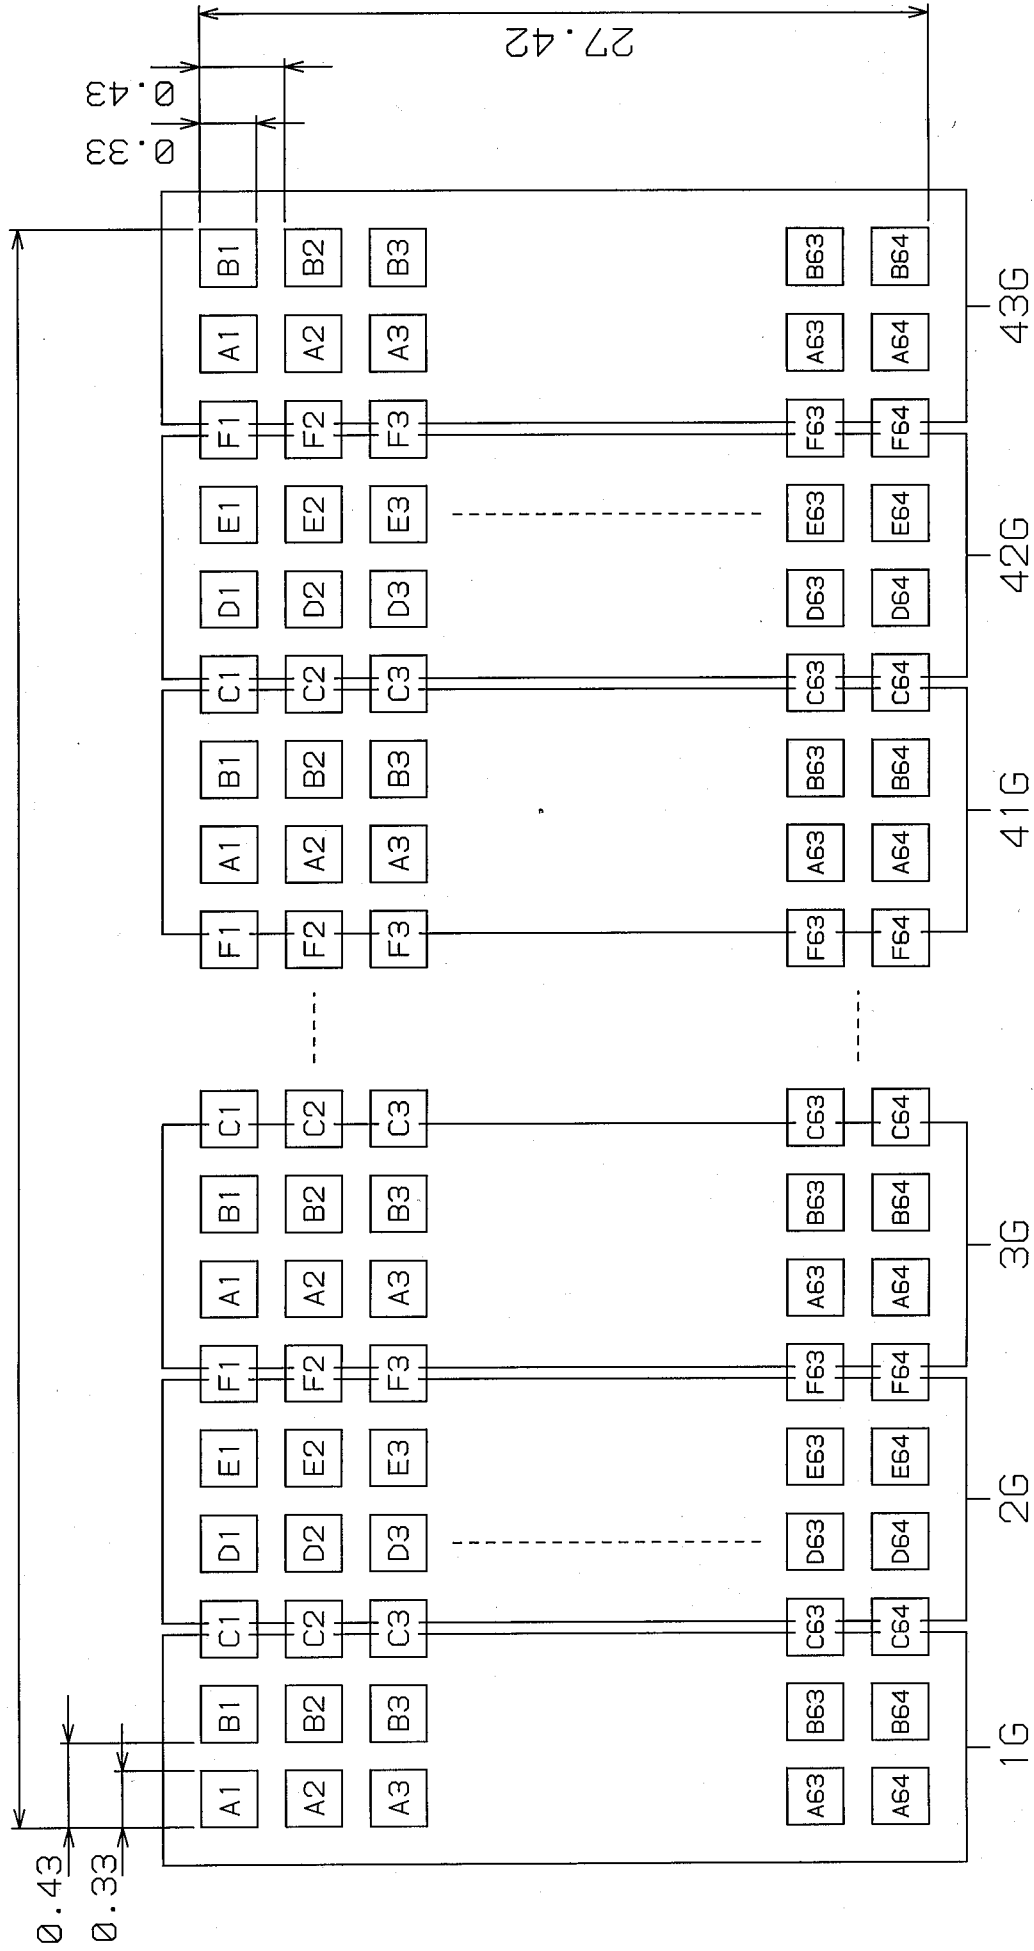 0.43
0.33
0.33
0.43
27.42
A1 B1 C1 D1 E1 F1 A1 B1 C1 F1 A1 B1 C1 D1 E1 F1 A1 B1
A2 B2 C2 D2 E2 F2 A2 B2 C2 F2 A2 B2 C2 D2 E2 F2 A2 B2
A3 B3 C3 D3 E3 F3 A3 B3 C3 F3 A3 B3 C3 D3 E3 F3 A3 B3
A63 B63 C63 D63 E63 F63 A63 B63 C63 F63 A63 B63 C63 D63 E63 F63 A63 B63
A64 B64 C64 D64 E64 F64 A64 B64 C64 F64 A64 B64 C64 D64 E64 F64 A64 B64
1G 2G 3G 41G 42G 43G